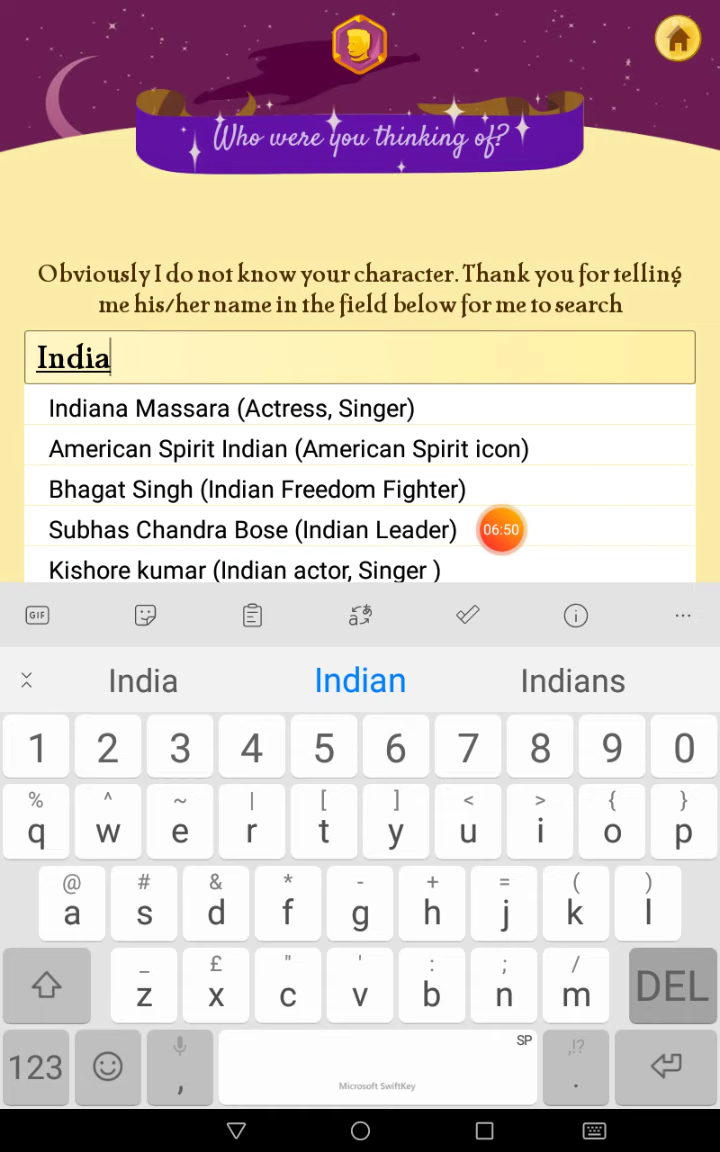 Who were you thinking of?
Obviously I do not know your character. Thank you for telling
me his/her name in the field below for me to search
India
Indiana Massara (Actress, Singer)
American Spirit Indian (American Spirit icon)
Bhagat Singh (Indian Freedom Fighter)
Subhas Chandra Bose (Indian Leader)
06:50
Kishore kumar (Indian actor, Singer )
GIF
aあ
India Indian Indians
1 2 3 4 5 6 7 8 9 0
% ^ ~ | [ ] < > { }
q w e r t y u i o p
@ # & * - + = ( )
a s d f g h j k l
_ £ " ' : ; /
z x c v b n m DEL
SP ,!?
123 , Microsoft SwiftKey .